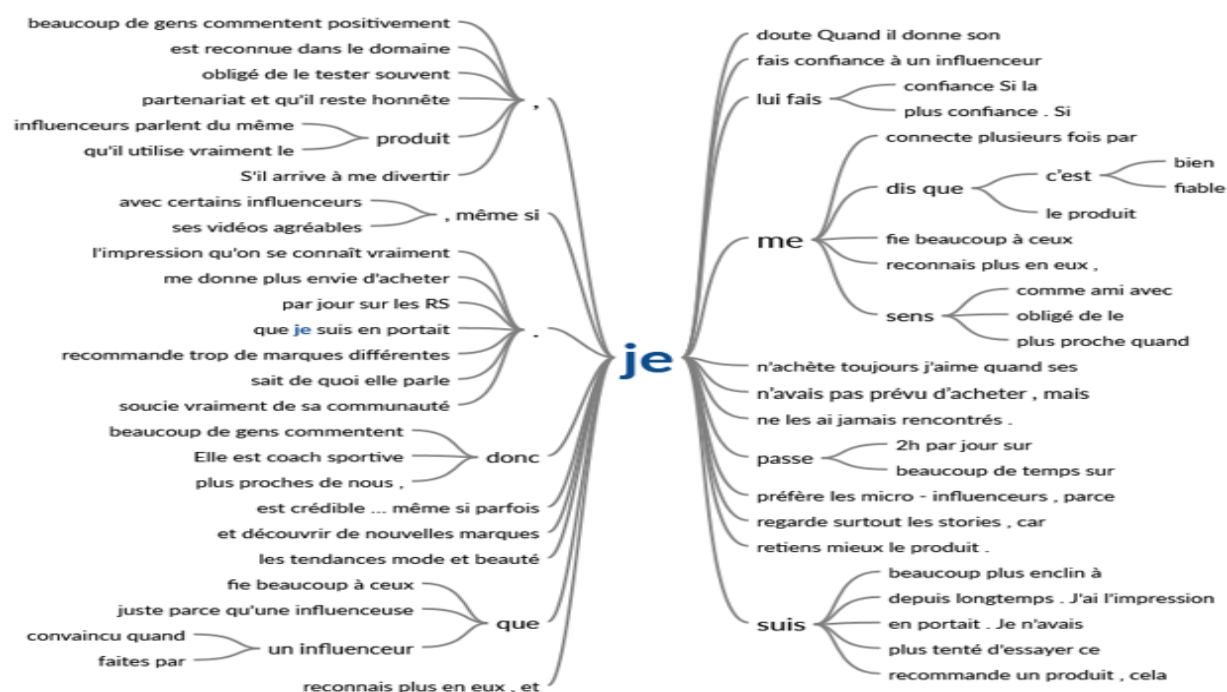 beaucoup de gens commentent positivement
est reconnue dans le domaine
obligé de le tester souvent
partenariat et qu'il reste honnête
,
influenceurs parlent du même
qu'il utilise vraiment le
produit
S'il arrive à me divertir
avec certains influenceurs
ses vidéos agréables
, même si
l'impression qu'on se connaît vraiment
me donne plus envie d'acheter
par jour sur les RS
que je suis en portait
.
recommande trop de marques différentes
sait de quoi elle parle
soucie vraiment de sa communauté
beaucoup de gens commentent
Elle est coach sportive
donc
plus proches de nous ,
est crédible ... même si parfois
et découvrir de nouvelles marques
les tendances mode et beauté
fie beaucoup à ceux
juste parce qu'une influenceuse
que
convaincu quand
faites par
un influenceur
reconnais plus en eux , et
je
doute Quand il donne son
fais confiance à un influenceur
lui fais
confiance Si la
plus confiance . Si
me
connecte plusieurs fois par
dis que
c’est
bien
fiable
le produit
fie beaucoup à ceux
reconnais plus en eux ,
sens
comme ami avec
obligé de le
plus proche quand
n'achète toujours j'aime quand ses
n’avais pas prévu d’acheter , mais
ne les ai jamais rencontrés .
passe
2h par jour sur
beaucoup de temps sur
préfère les micro - influenceurs , parce
regarde surtout les stories , car
retiens mieux le produit .
suis
beaucoup plus enclin à
depuis longtemps . J'ai l'impression
en portait . Je n'avais
plus tenté d'essayer ce
recommande un produit , cela